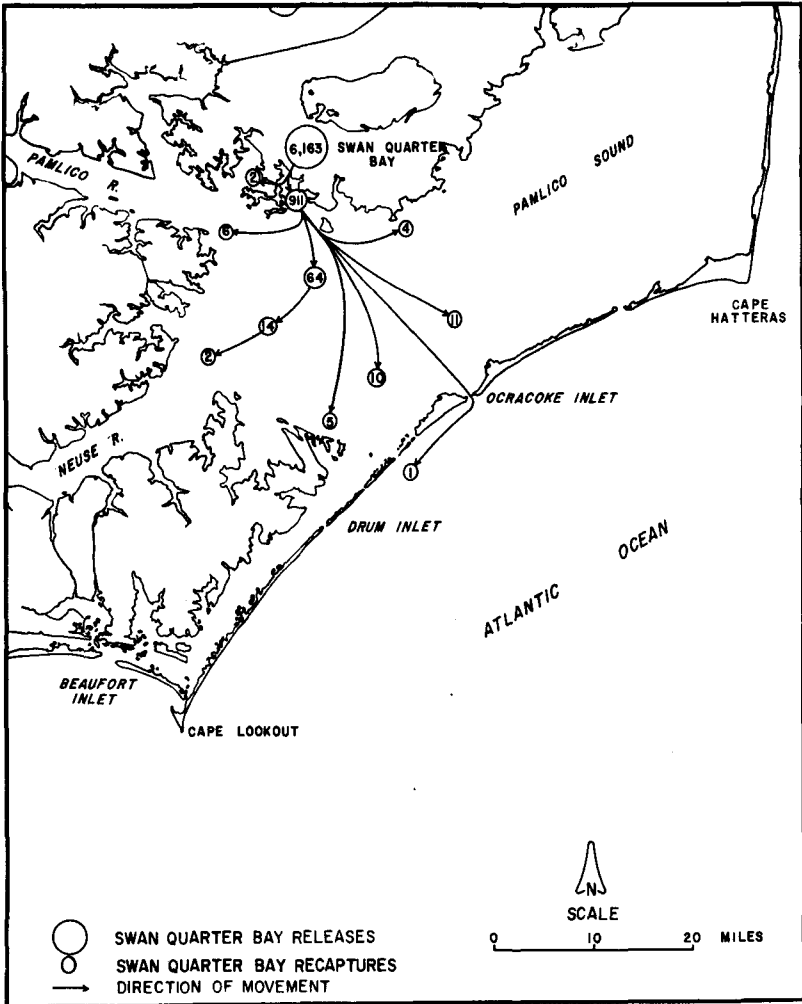 6,163
SWAN QUARTER
BAY
PAMLICO SOUND
PAMLICO R.
2
911
6
4
64
11
14
2
10
5
1
CAPE
HATTERAS
OCRACOKE INLET
NEUSE R.
DRUM INLET
ATLANTIC OCEAN
BEAUFORT
INLET
CAPE LOOKOUT
N
SCALE
0 10 20 MILES
SWAN QUARTER BAY RELEASES
SWAN QUARTER BAY RECAPTURES
DIRECTION OF MOVEMENT